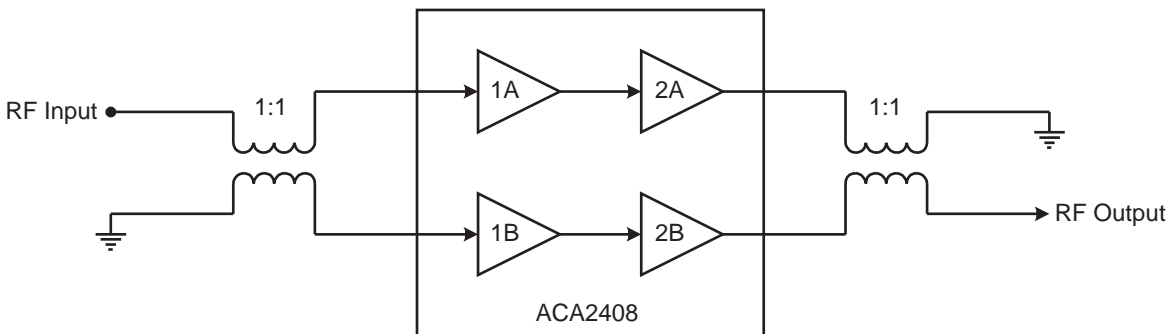 1A
2A
1:1
1:1
RF Input
1B
2B
RF Output
ACA2408